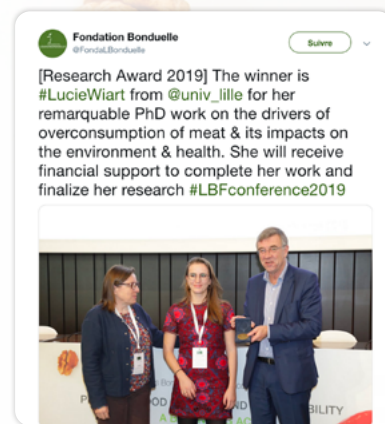 Fondation Bonduelle
@FondaLBonduelle
Suivre
[Research Award 2019] The winner is
#LucieWiart from @univ_lille for her
remarquable PhD work on the drivers of
overconsumption of meat & its impacts on
the environment & health. She will receive
financial support to complete her work and
finalize her research #LBFconference2019